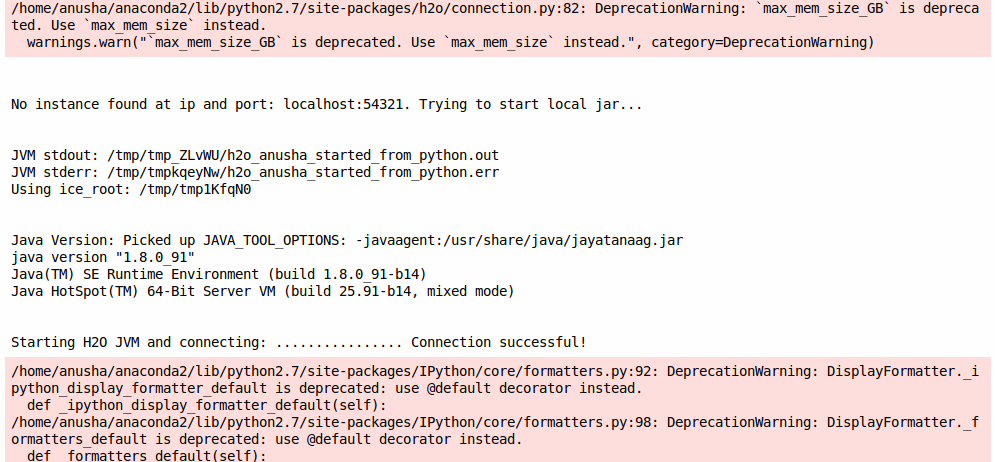 /home/anusha/anaconda2/lib/python2.7/site-packages/h2o/connection.py:82: DeprecationWarning: `max_mem_size_GB` is depreca
ted. Use `max_mem_size` instead.
  warnings.warn("`max_mem_size_GB` is deprecated. Use `max_mem_size` instead.", category=DeprecationWarning)
No instance found at ip and port: localhost:54321. Trying to start local jar...
JVM stdout: /tmp/tmp_ZLvWU/h2o_anusha_started_from_python.out
JVM stderr: /tmp/tmpkqeyNw/h2o_anusha_started_from_python.err
Using ice_root: /tmp/tmp1KfqN0
Java Version: Picked up JAVA_TOOL_OPTIONS: -javaagent:/usr/share/java/jayatanaag.jar
java version "1.8.0_91"
Java(TM) SE Runtime Environment (build 1.8.0_91-b14)
Java HotSpot(TM) 64-Bit Server VM (build 25.91-b14, mixed mode)
Starting H2O JVM and connecting: ................ Connection successful!
/home/anusha/anaconda2/lib/python2.7/site-packages/IPython/core/formatters.py:92: DeprecationWarning: DisplayFormatter._i
python_display_formatter_default is deprecated: use @default decorator instead.
  def _ipython_display_formatter_default(self):
/home/anusha/anaconda2/lib/python2.7/site-packages/IPython/core/formatters.py:98: DeprecationWarning: DisplayFormatter._f
ormatters_default is deprecated: use @default decorator instead.
  def _formatters_default(self):